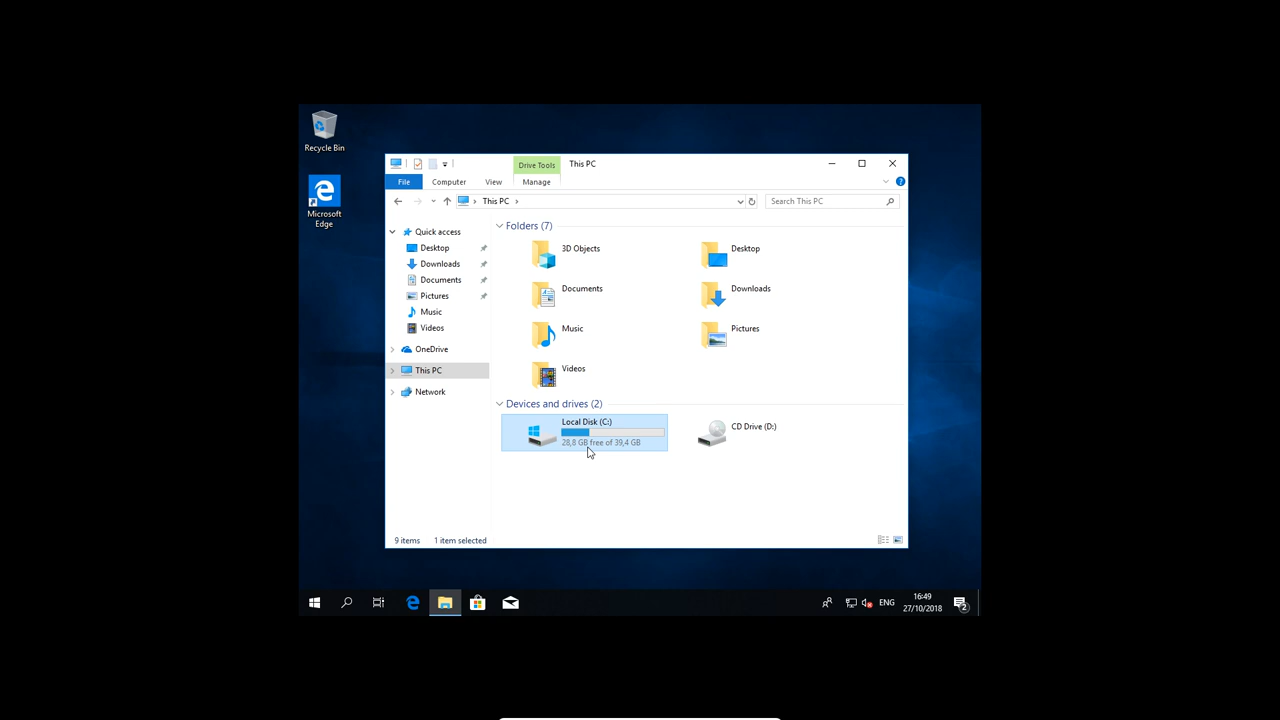 Recycle Bin
Microsoft
Edge
Drive Tools
This PC
File
Computer
View
Manage
This PC
Search This PC
Quick access
Desktop
Downloads
Documents
Pictures
Music
Videos
OneDrive
This PC
Network
Folders (7)
3D Objects
Desktop
Documents
Downloads
Music
Pictures
Videos
Devices and drives (2)
Local Disk (C:)
28,8 GB free of 39,4 GB
CD Drive (D:)
9 items
1 item selected
ENG
16:49
27/10/2018
2